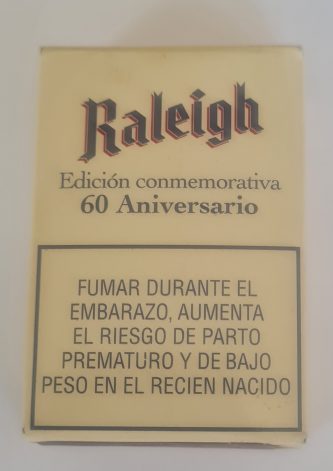 Raleigh
Edición conmemorativa
60 Aniversario
FUMAR DURANTE EL
EMBARAZO, AUMENTA
EL RIESGO DE PARTO
PREMATURO Y DE BAJO
PESO EN EL RECIEN NACIDO